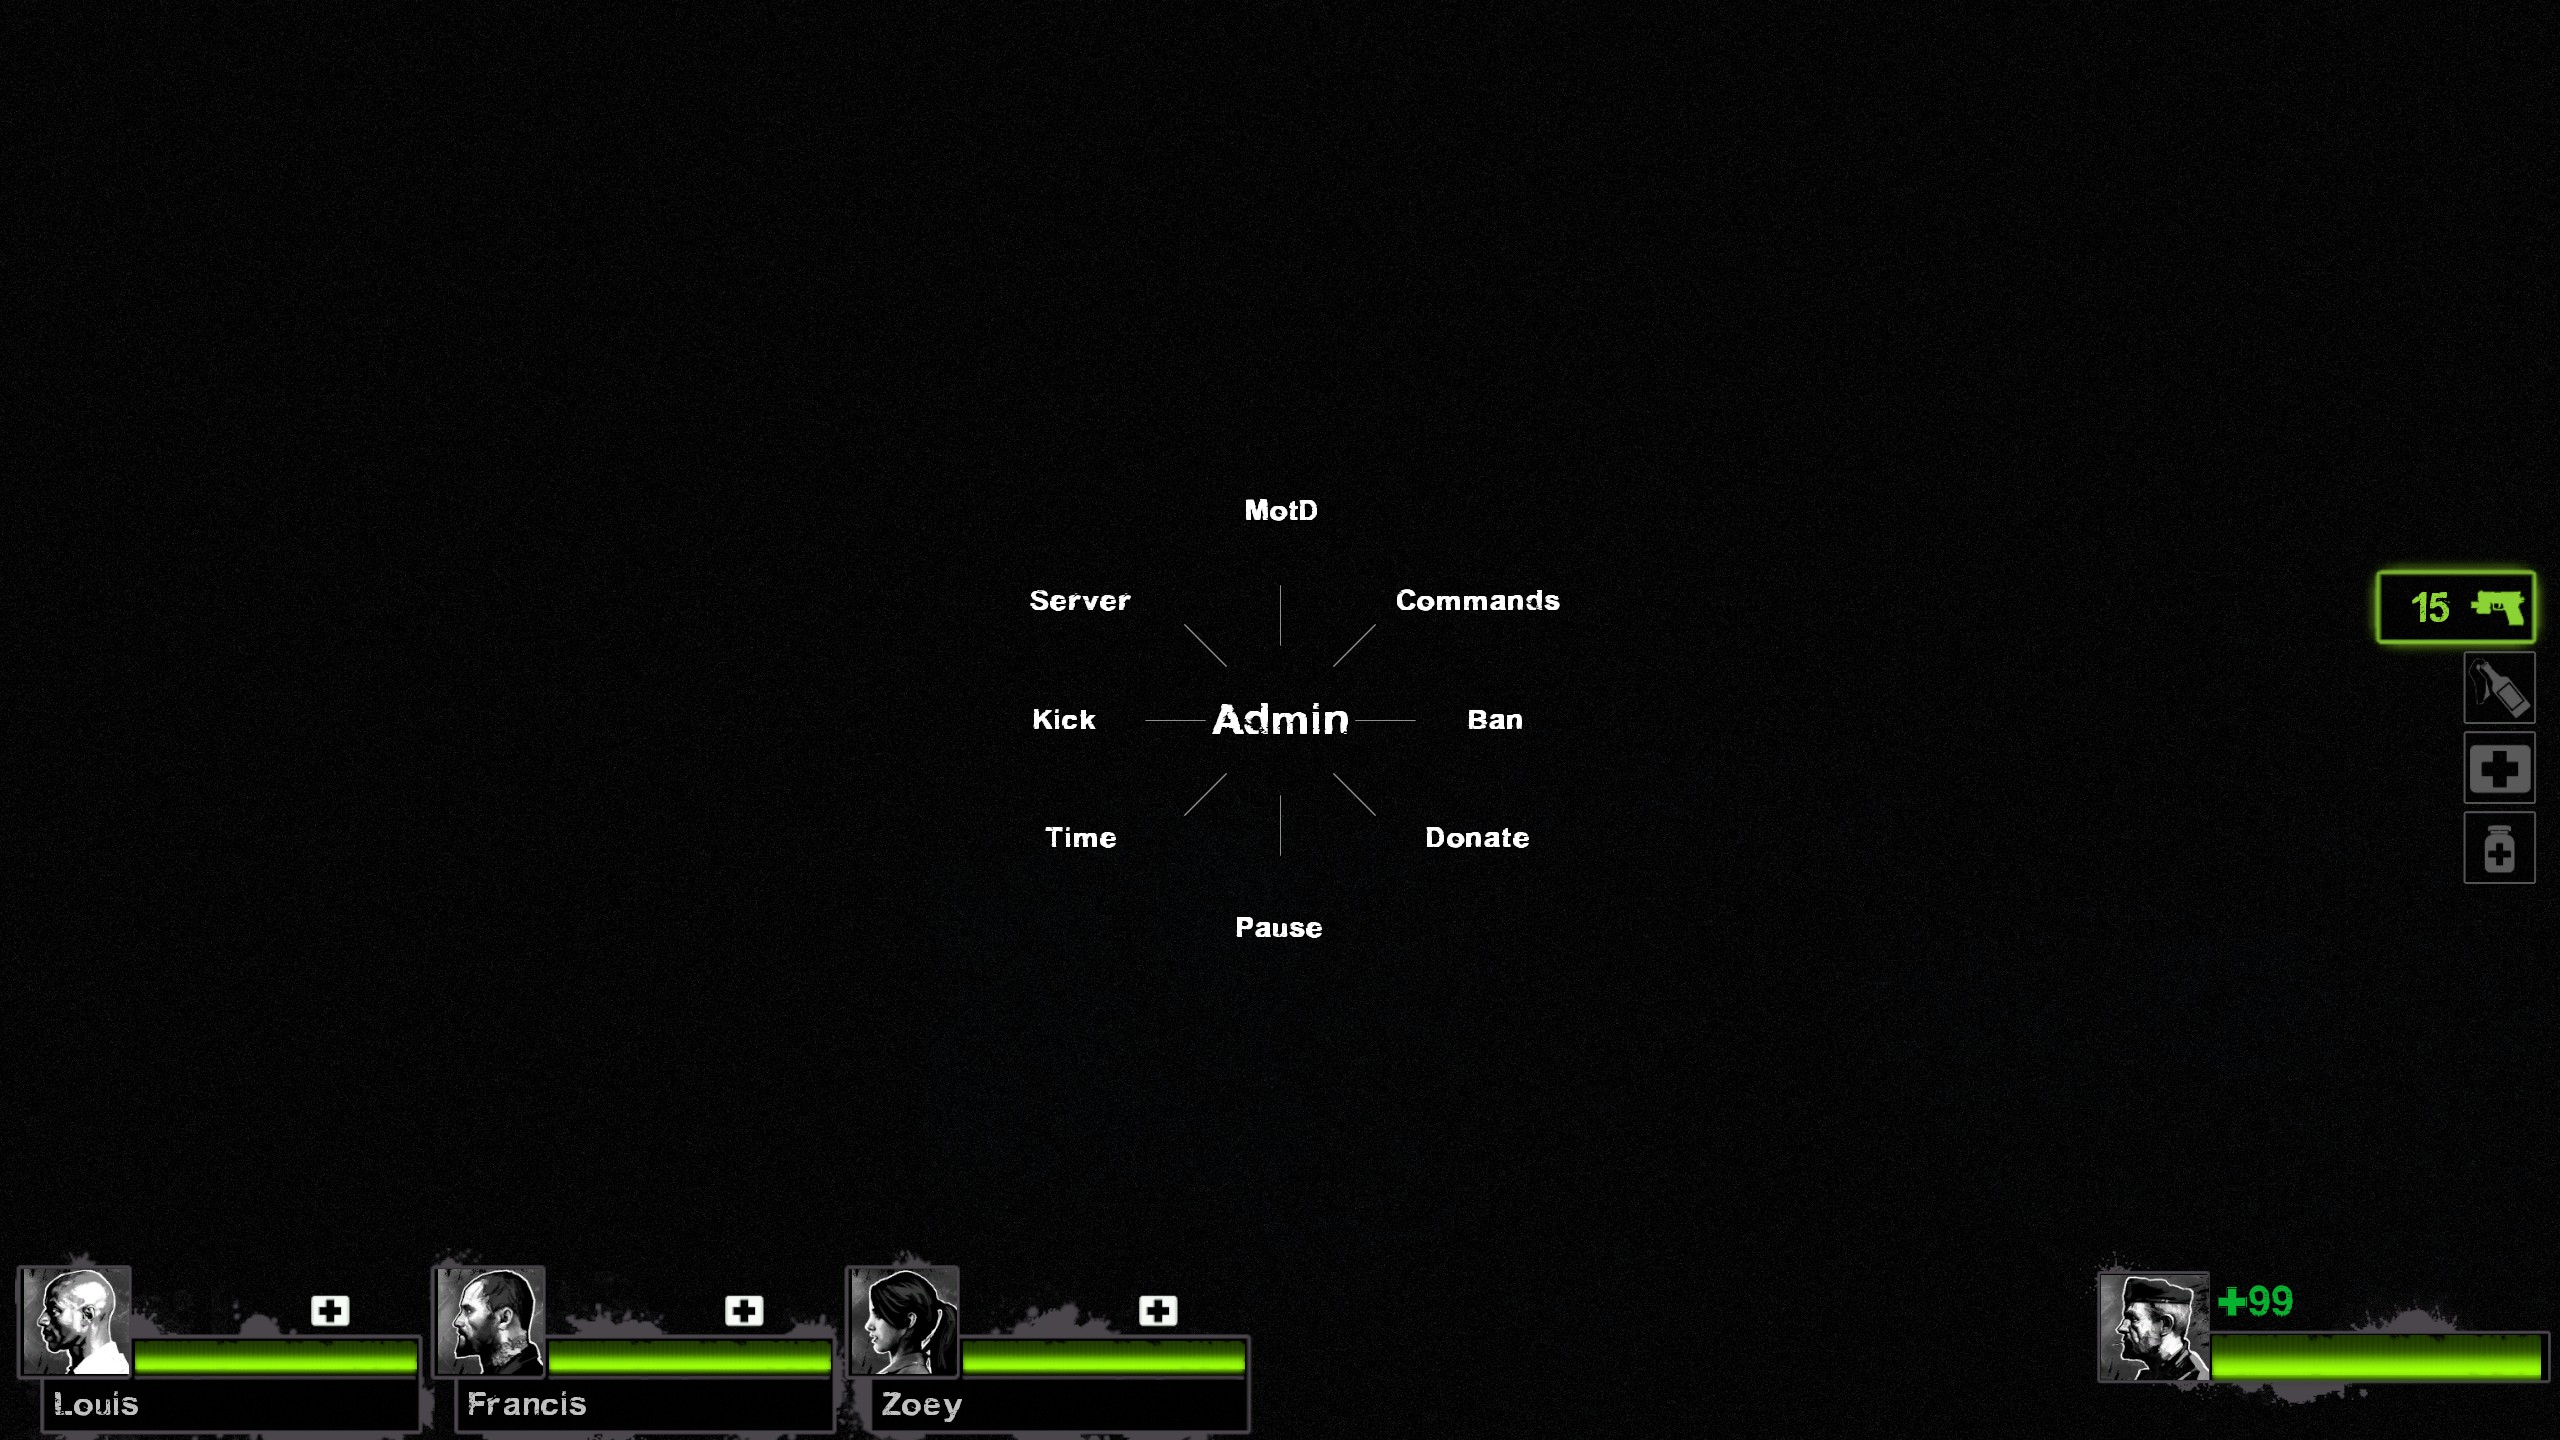 MotD
Server
Commands
Kick
Admin
Ban
Time
Donate
Pause
15
+99
Louis
Francis
Zoey